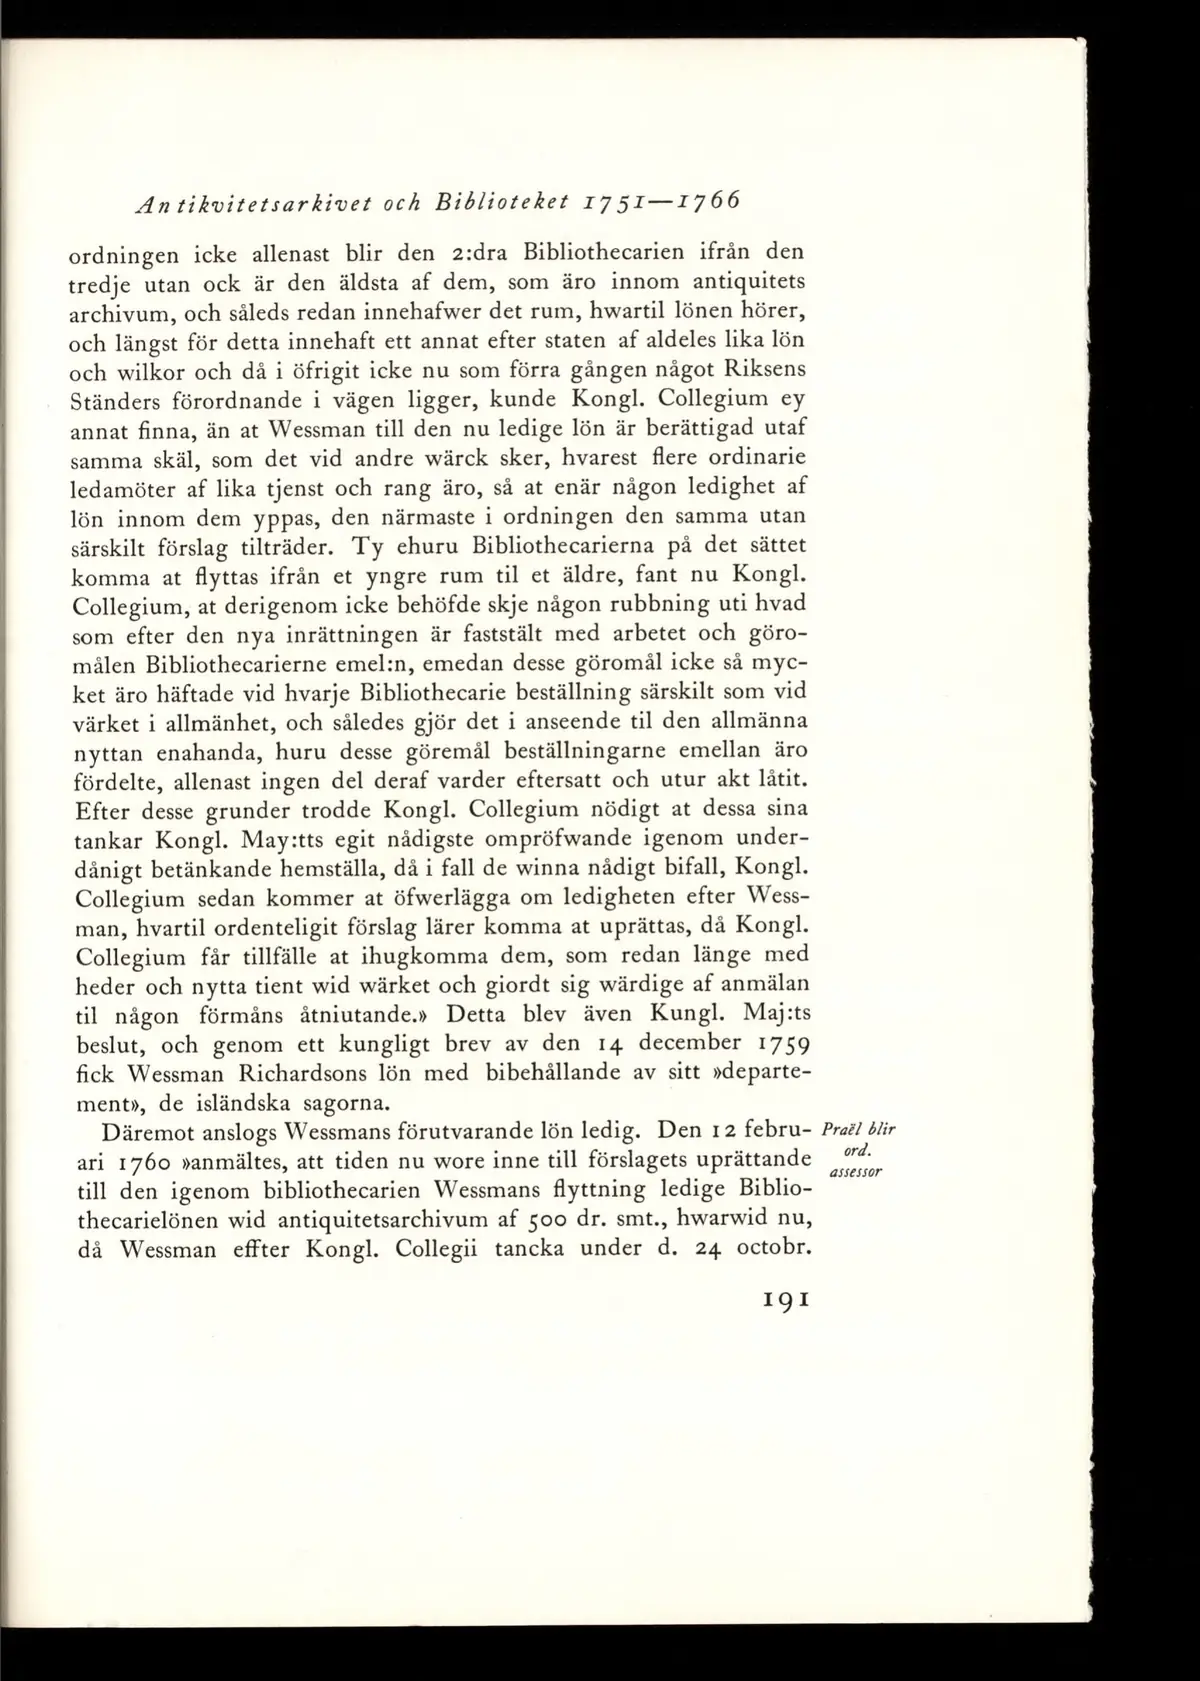 Antikvitetsarkivet och Biblioteket 1751—1766
ordningen icke allenast blir den 2:dra Bibliothecarien ifrån den
tredje utan ock är den äldsta af dem, som äro innom antiquitets
archivum, och såleds redan innehafwer det rum, hwartil lönen hörer,
och längst för detta innehaft ett annat efter staten af aldeles lika lön
och wilkor och då i öfrigit icke nu som förra gången något Riksens
Ständers förordnande i vägen ligger, kunde Kongl. Collegium ey
annat finna, än at Wessman till den nu ledige lön är berättigad utaf
samma skäl, som det vid andre wärck sker, hvarest flere ordinarie
ledamöter af lika tjenst och rang äro, så at enär någon ledighet af
lön innom dem yppas, den närmaste i ordningen den samma utan
särskilt förslag tilträder. Ty ehuru Bibliothecarierna på det sättet
komma at flyttas ifrån et yngre rum til et äldre, fant nu Kongl.
Collegium, at derigenom icke behöfde skje någon rubbning uti hvad
som efter den nya inrättningen är faststält med arbetet och göro-
målen Bibliothecarierne emel:n, emedan desse göromål icke så myc-
ket äro häftade vid hvarje Bibliothecarie beställning särskilt som vid
värket i allmänhet, och således gjör det i anseende til den allmänna
nyttan enahanda, huru desse göremål beställningarne emellan äro
fördelte, allenast ingen del deraf varder eftersatt och utur akt låtit.
Efter desse grunder trodde Kongl. Collegium nödigt at dessa sina
tankar Kongl. May:tts egit nådigste ompröfwande igenom under-
dånigt betänkande hemställa, då i fall de winna nådigt bifall, Kongl.
Collegium sedan kommer at öfwerlägga om ledigheten efter Wess-
man, hvartil ordenteligit förslag lärer komma at uprättas, då Kongl.
Collegium får tillfälle at ihugkomma dem, som redan länge med
heder och nytta tient wid wärket och giordt sig wärdige af anmälan
til någon förmåns åtniutande.» Detta blev även Kungl. Maj:ts
beslut, och genom ett kungligt brev av den 14 december 1759
fick Wessman Richardsons lön med bibehållande av sitt »departe-
ment», de isländska sagorna.
Däremot anslogs Wessmans förutvarande lön ledig. Den 12 febru-
ari 1760 »anmältes, att tiden nu wore inne till förslagets uprättande
till den igenom bibliothecarien Wessmans flyttning ledige Biblio-
thecarielönen wid antiquitetsarchivum af 500 dr. smt., hwarwid nu,
då Wessman effter Kongl. Collegii tancka under d. 24 octobr.
Praël blir
ord.
assessor
191